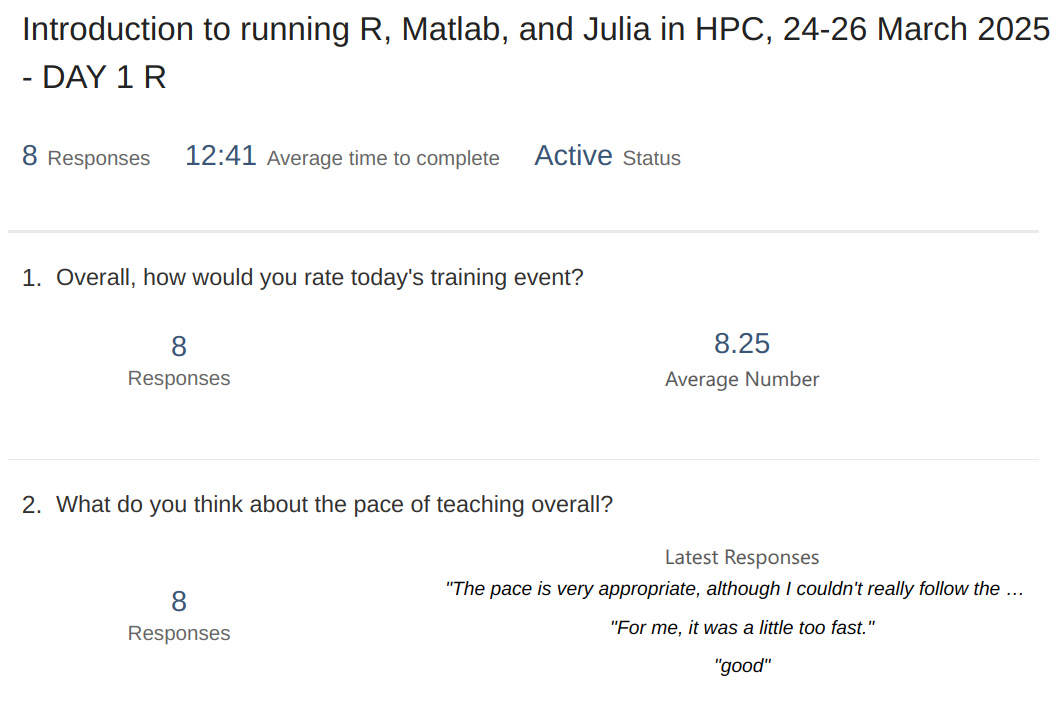 Introduction to running R, Matlab, and Julia in HPC, 24-26 March 2025
- DAY 1 R
8 Responses 12:41 Average time to complete Active Status
1. Overall, how would you rate today's training event?
8
Responses
8.25
Average Number
2. What do you think about the pace of teaching overall?
8
Responses
Latest Responses
"The pace is very appropriate, although I couldn't really follow the …
"For me, it was a little too fast."
"good"